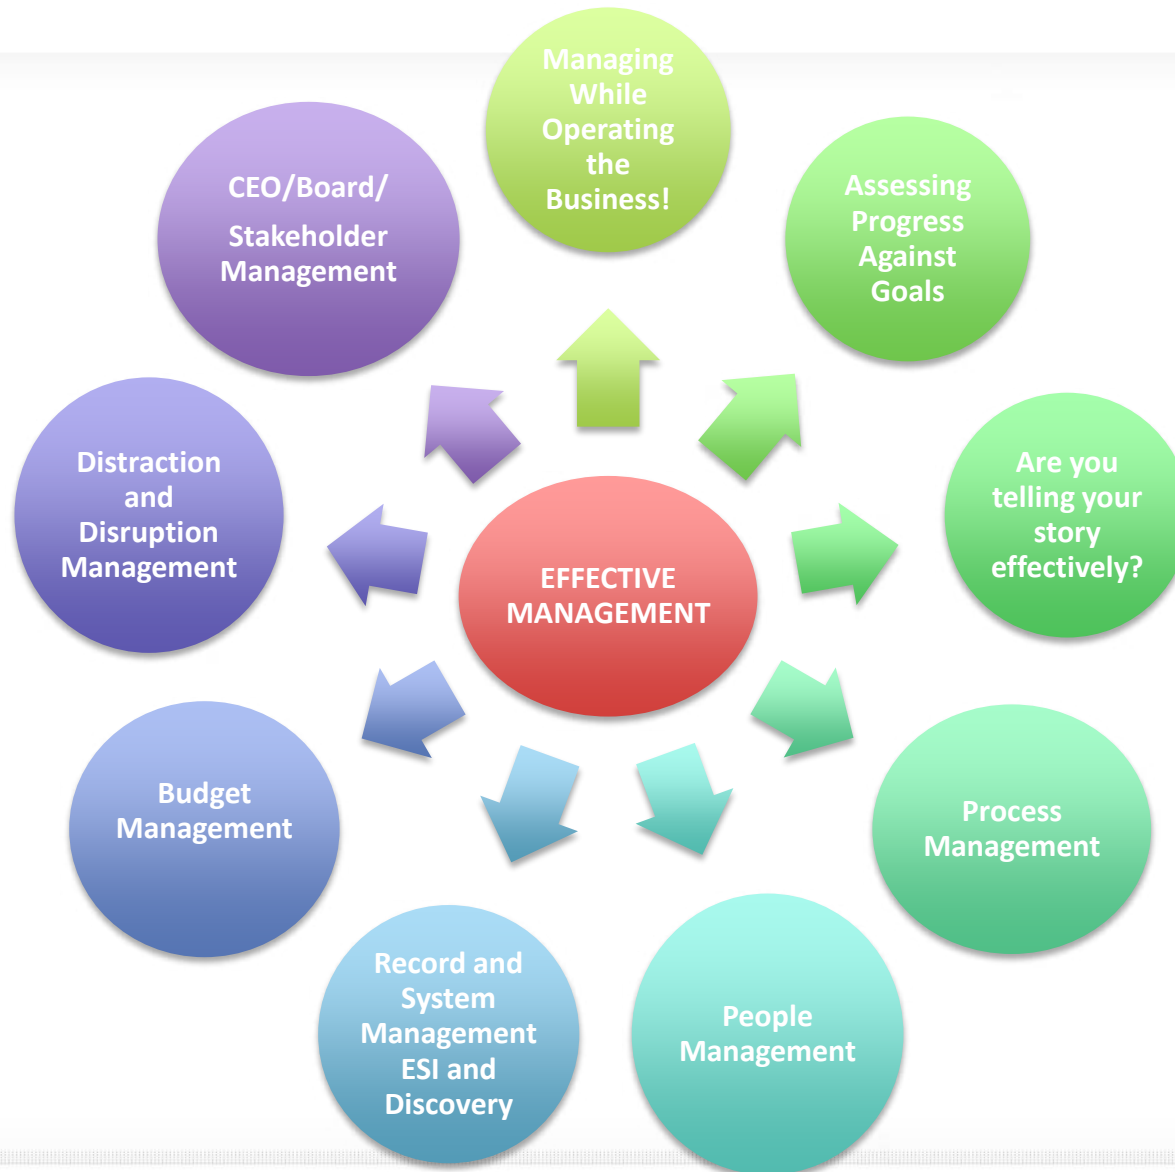 Managing
While
Operating
the
Business!
Assessing
Progress
Against
Goals
Are you
telling your
story
effectively?
Process
Management
People
Management
Record and
System
Management
ESI and
Discovery
Budget
Management
Distraction
and
Disruption
Management
CEO/Board/
Stakeholder
Management
EFFECTIVE
MANAGEMENT